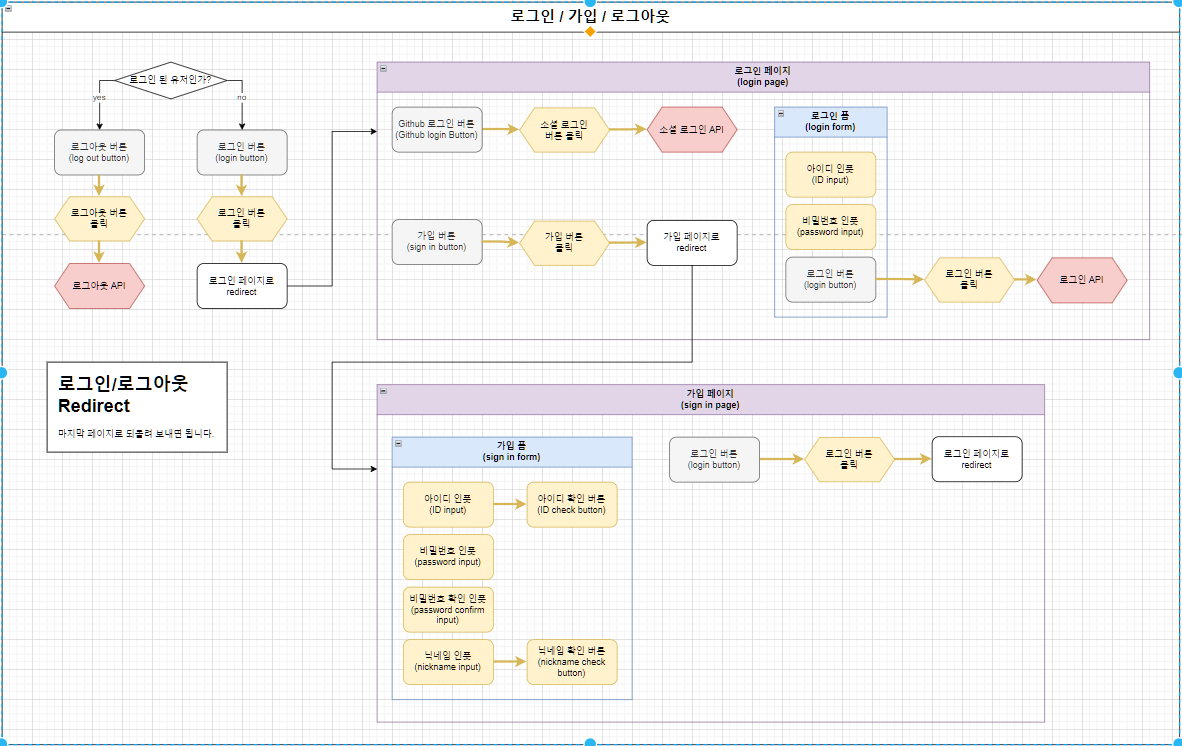 로그인 / 가입 / 로그아웃
로그인 된 유저인가?
yes
no
로그아웃 버튼
(log out button)
로그인 버튼
(login button)
로그아웃 버튼
클릭
로그인 버튼
클릭
로그아웃 API
로그인 페이지로
redirect
로그인 페이지
(login page)
Github 로그인 버튼
(Github login Button)
소셜 로그인
버튼 클릭
소셜 로그인 API
가입 버튼
(sign in button)
가입 버튼
클릭
가입 페이지로
redirect
로그인 폼
(login form)
아이디 인풋
(ID input)
비밀번호 인풋
(password input)
로그인 버튼
(login button)
로그인 버튼
클릭
로그인 API
로그인/로그아웃
Redirect
마지막 페이지로 되돌려 보내면 됩니다.
가입 페이지
(sign in page)
가입 폼
(sign in form)
아이디 인풋
(ID input)
아이디 확인 버튼
(ID check button)
비밀번호 인풋
(password input)
비밀번호 확인 인풋
(password confirm
input)
닉네임 인풋
(nickname input)
닉네임 확인 버튼
(nickname check
button)
로그인 버튼
(login button)
로그인 버튼
클릭
로그인 페이지로
redirect